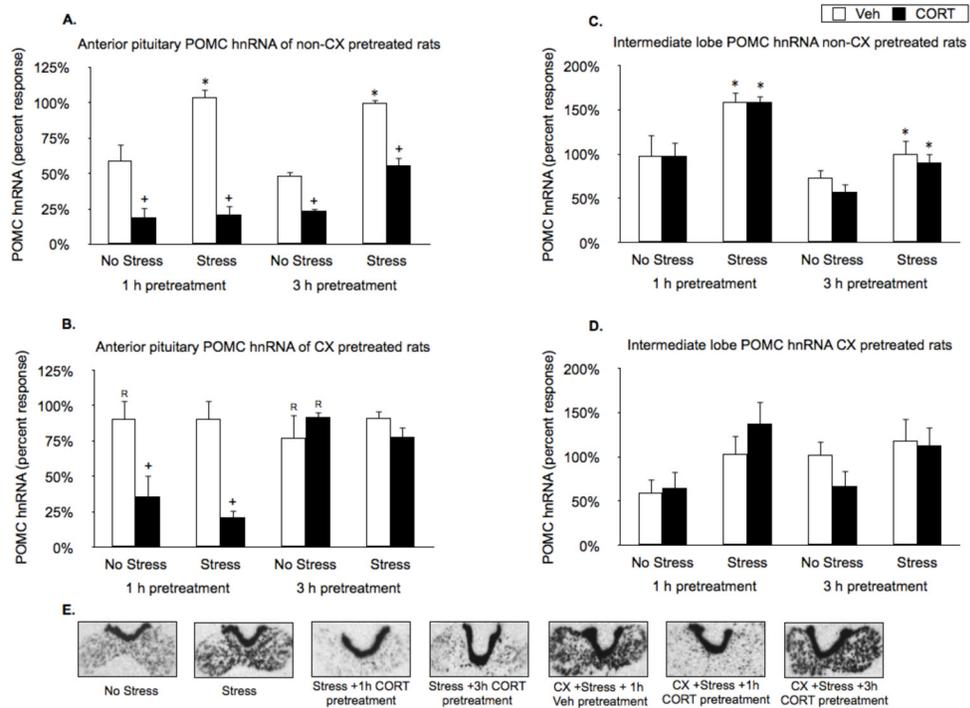 Veh CORT
A.
Anterior pituitary POMC hnRNA of non-CX pretreated rats
POMC hnRNA (percent response)
125%
100%
75%
50%
25%
0%
* * + + + +
No Stress Stress No Stress Stress
1 h pretreatment 3 h pretreatment
C.
Intermediate lobe POMC hnRNA non-CX pretreated rats
POMC hnRNA (percent response)
200%
150%
100%
50%
0%
* * * *
No Stress Stress No Stress Stress
1 h pretreatment 3 h pretreatment
B.
Anterior pituitary POMC hnRNA of CX pretreated rats
POMC hnRNA (percent response)
125%
100%
75%
50%
25%
0%
R + + R R
No Stress Stress No Stress Stress
1 h pretreatment 3 h pretreatment
D.
Intermediate lobe POMC hnRNA CX pretreated rats
POMC hnRNA (percent response)
200%
150%
100%
50%
0%
No Stress Stress No Stress Stress
1 h pretreatment 3 h pretreatment
E.
No Stress
Stress
Stress +1h CORT
pretreatment
Stress +3h CORT
pretreatment
CX +Stress + 1h
Veh pretreatment
CX +Stress +1h
CORT pretreatment
CX +Stress +3h
CORT pretreatment